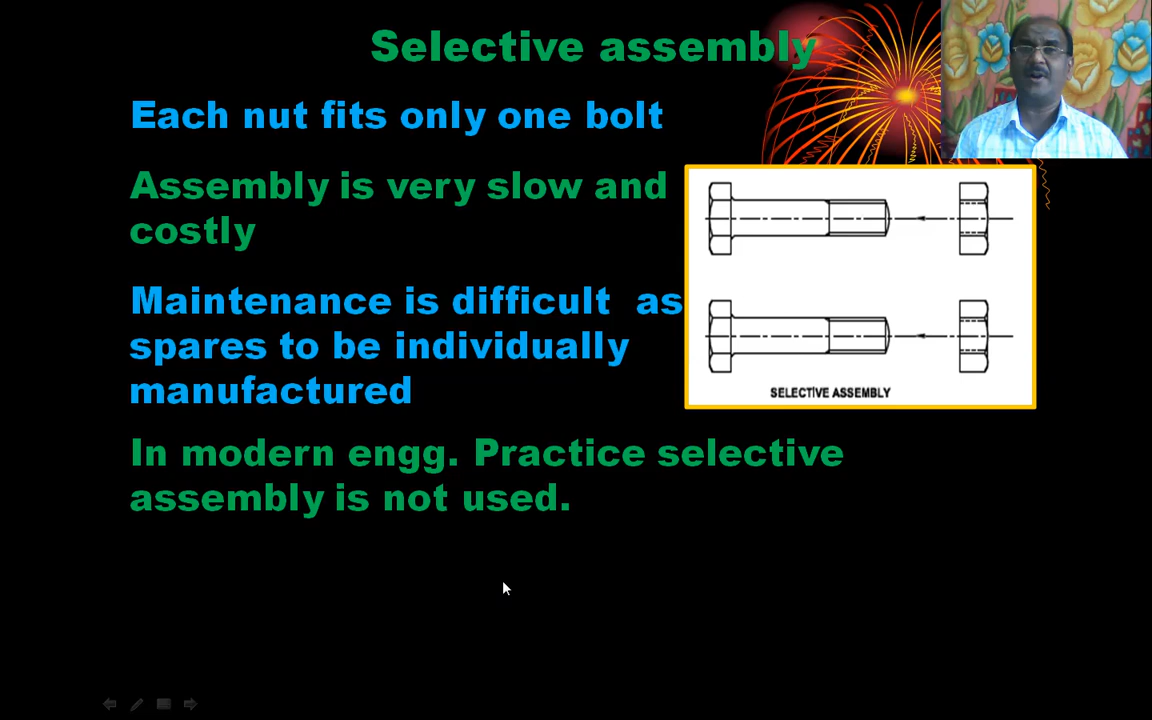 Selective assembly
Each nut fits only one bolt
Assembly is very slow and
costly
Maintenance is difficult as
spares to be individually
manufactured
SELECTIVE ASSEMBLY
In modern engg. Practice selective
assembly is not used.